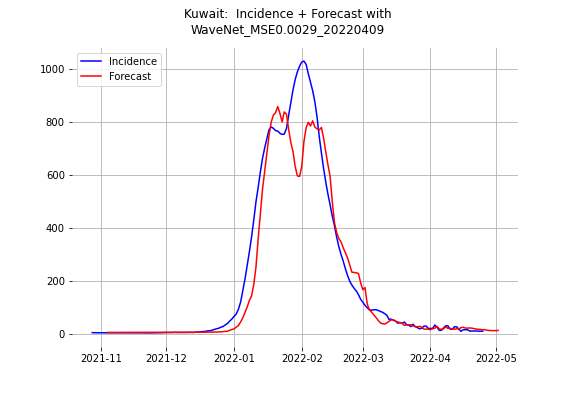 Kuwait:  Incidence + Forecast with
WaveNet_MSE0.0029_20220409
Incidence
Forecast
1000
800
600
400
200
0
2021-11 2021-12 2022-01 2022-02 2022-03 2022-04 2022-05